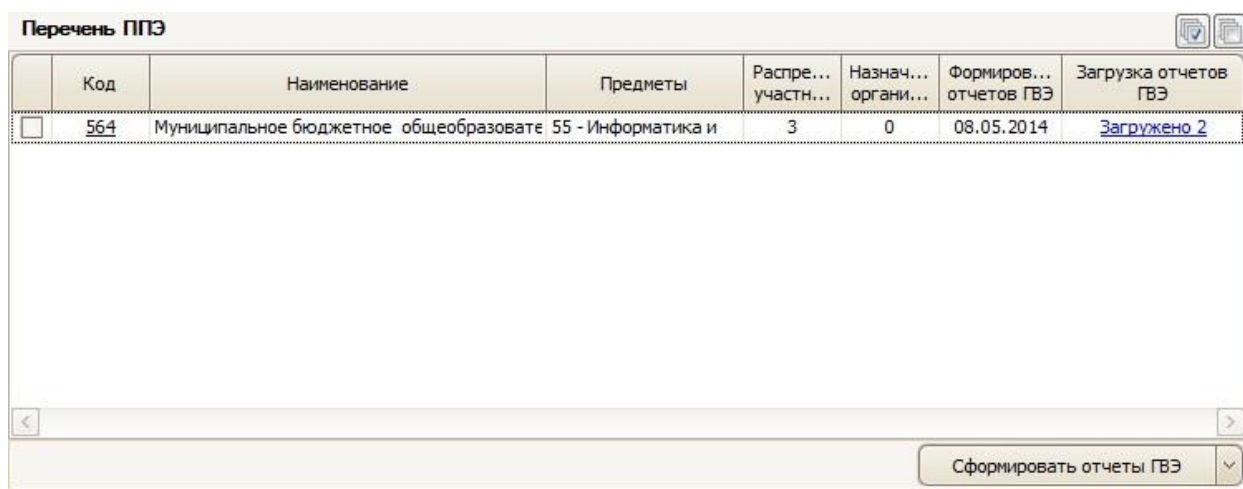 Перечень ППЭ
Код Наименование Предметы Распре... участн... Назнач... органи... Формиров... отчетов ГВЭ Загрузка отчетов ГВЭ
564 Муниципальное бюджетное общеобразовате 55 - Информатика и 3 0 08.05.2014 Загружено 2
Сформировать отчеты ГВЭ